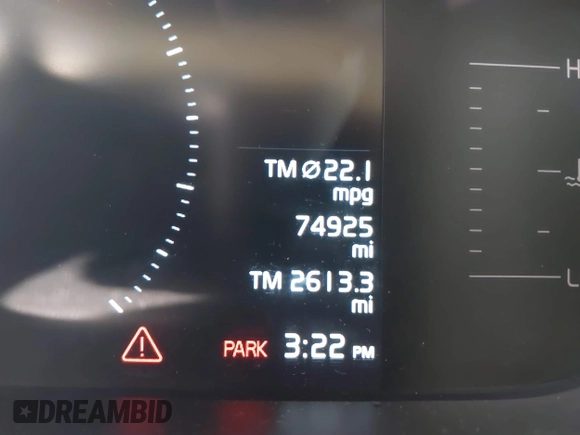 TM Ø22.1
mpg
74925
mi
TM 2613.3
mi
PARK 3:22 PM
H
L
DREAMBID